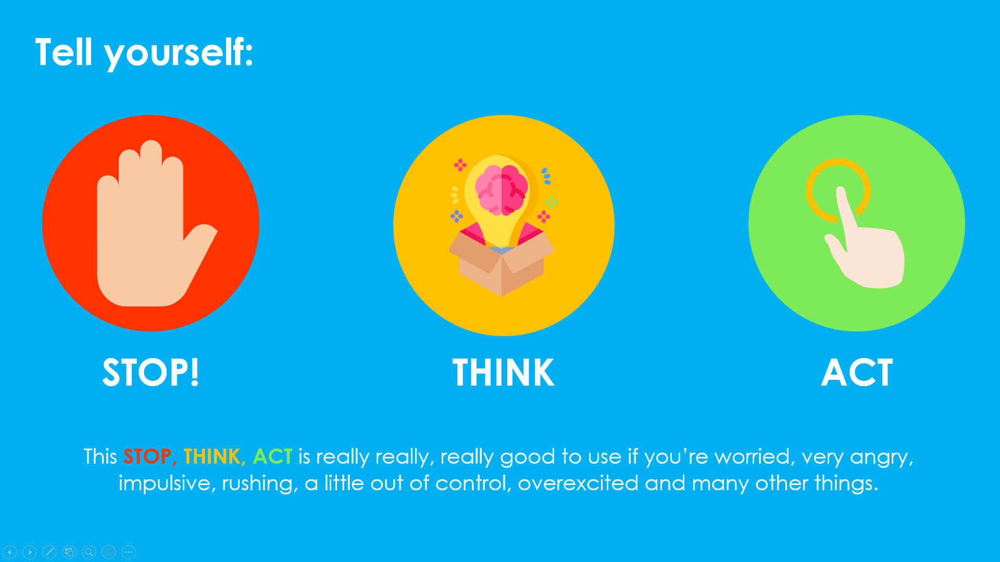 Tell yourself:
STOP!
THINK
ACT
This STOP, THINK, ACT is really really, really good to use if you’re worried, very angry,
impulsive, rushing, a little out of control, overexcited and many other things.